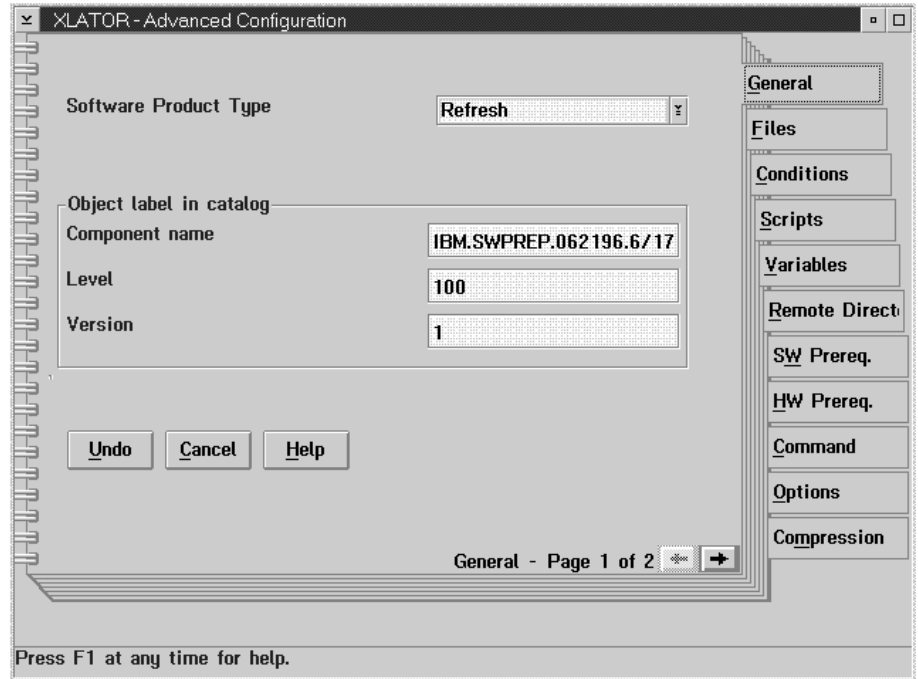 XLATOR - Advanced Configuration
General
Software Product Type Refresh
Files
Conditions
Object label in catalog
Scripts
Component name IBM.SWPREP.062196.6/17
Variables
Level 100
Remote Direct
Version 1
SW Prereq.
HW Prereq.
Undo Cancel Help
Command
Options
Compression
General - Page 1 of 2
Press F1 at any time for help.